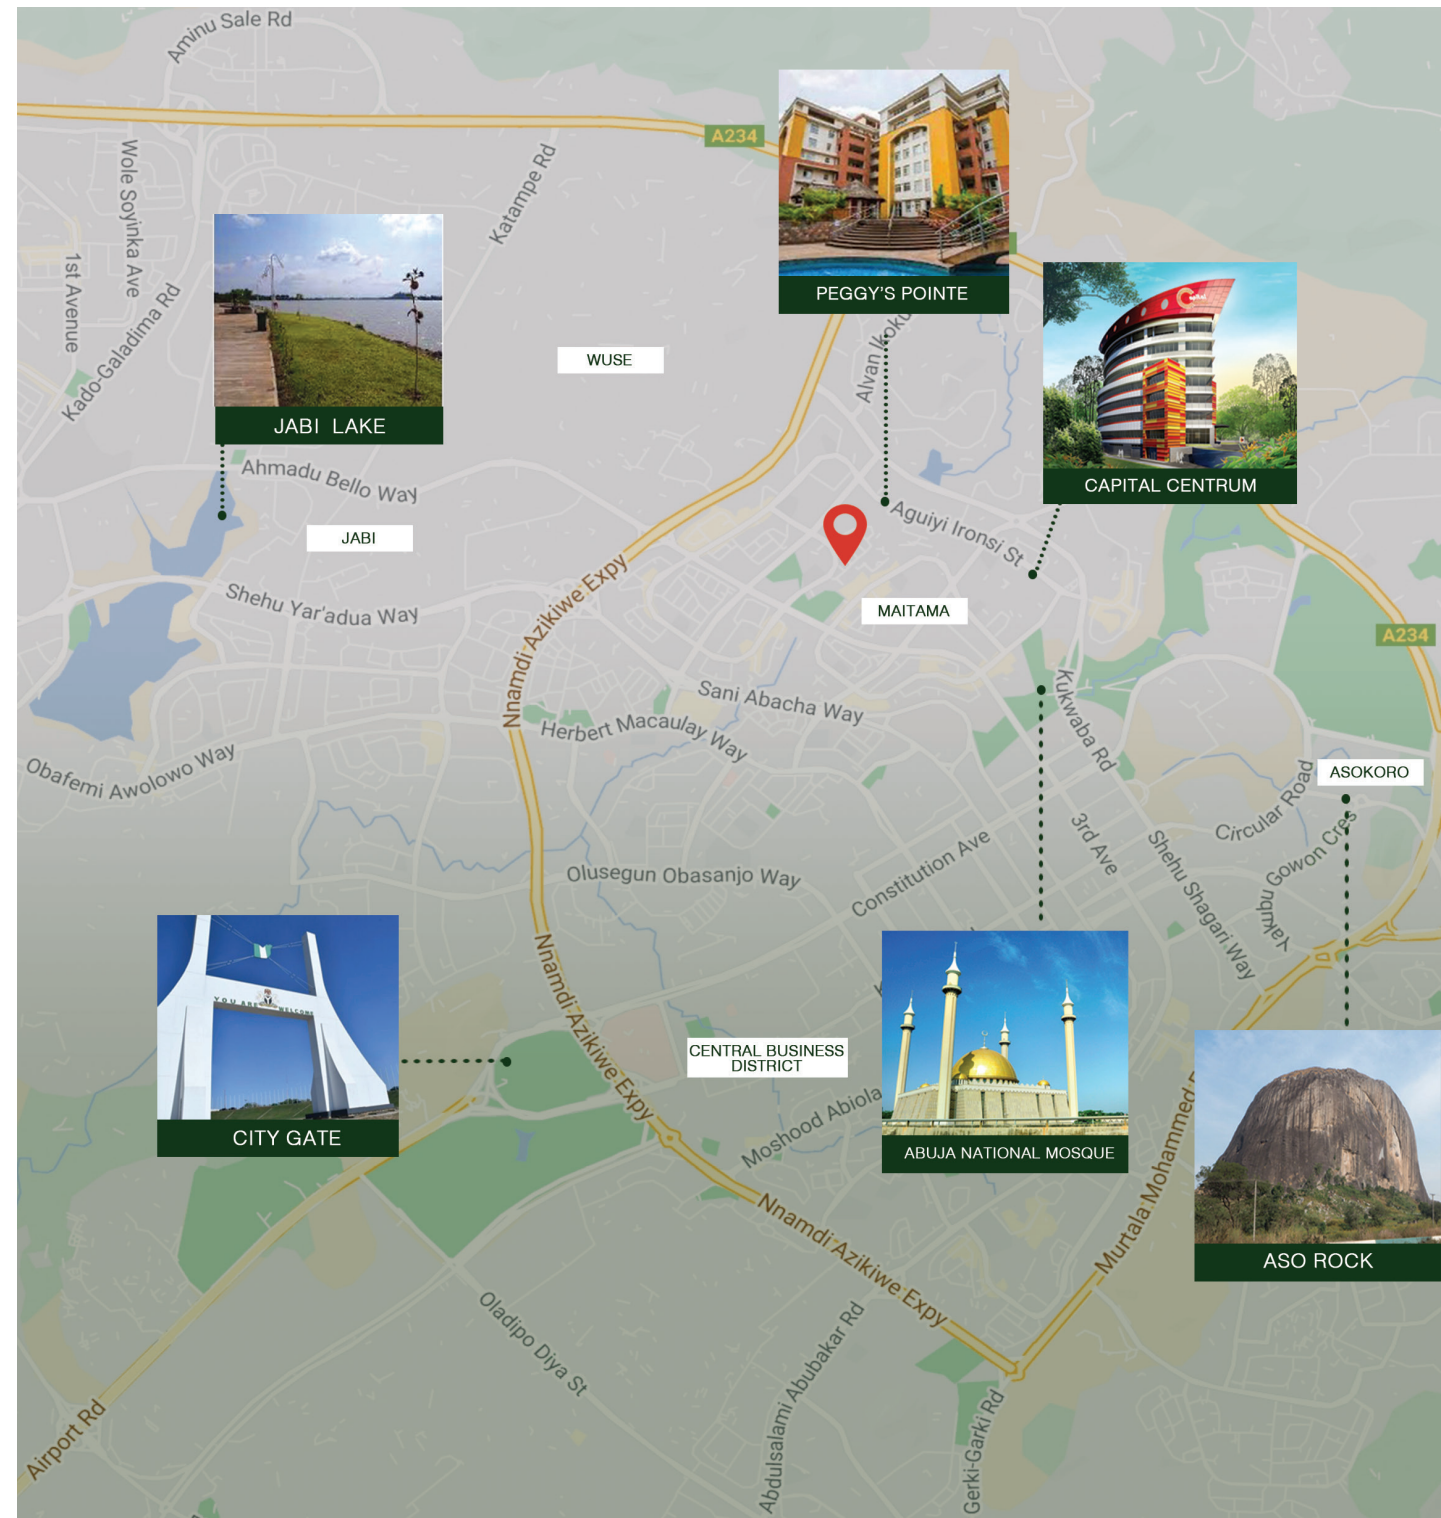 Aminu Sale Rd
A234
Wole Soyinka Ave
Katampe Rd
1st Avenue
Kado-Galadima Rd
PEGGY'S POINTE
Capital
CAPITAL CENTRUM
WUSE
JABI LAKE
Ahmadu Bello Way
JABI
Aguiyi Ironsi St
Nnamdi Azikiwe Expy
Shehu Yar'adua Way
MAITAMA
A234
Sani Abacha Way
Herbert Macaulay Way
Kukwaba Rd
Obafemi Awolowo Way
ASOKORO
Circular Road
3rd Ave
Yakubu Gowon Cres
Shehu Shagari Way
Constitution Ave
Olusegun Obasanjo Way
Nnamdi Azikiwe Expy
YOU ARE WELCOME
CITY GATE
CENTRAL BUSINESS
DISTRICT
Moshood Abiola
ABUJA NATIONAL MOSQUE
Murtala Mohammed
ASO ROCK
Nnamdi Azikiwe Expy
Oladipo Diya St
Abdulsalami Abubakar Rd
Gerki-Garki Rd
Airport Rd